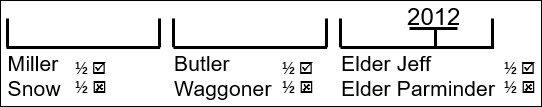 2012
Miller ½ ☑ Butler ½ ☑ Elder Jeff ½ ☑
Snow ½ ☒ Waggoner ½ ☒ Elder Parminder ½ ☒